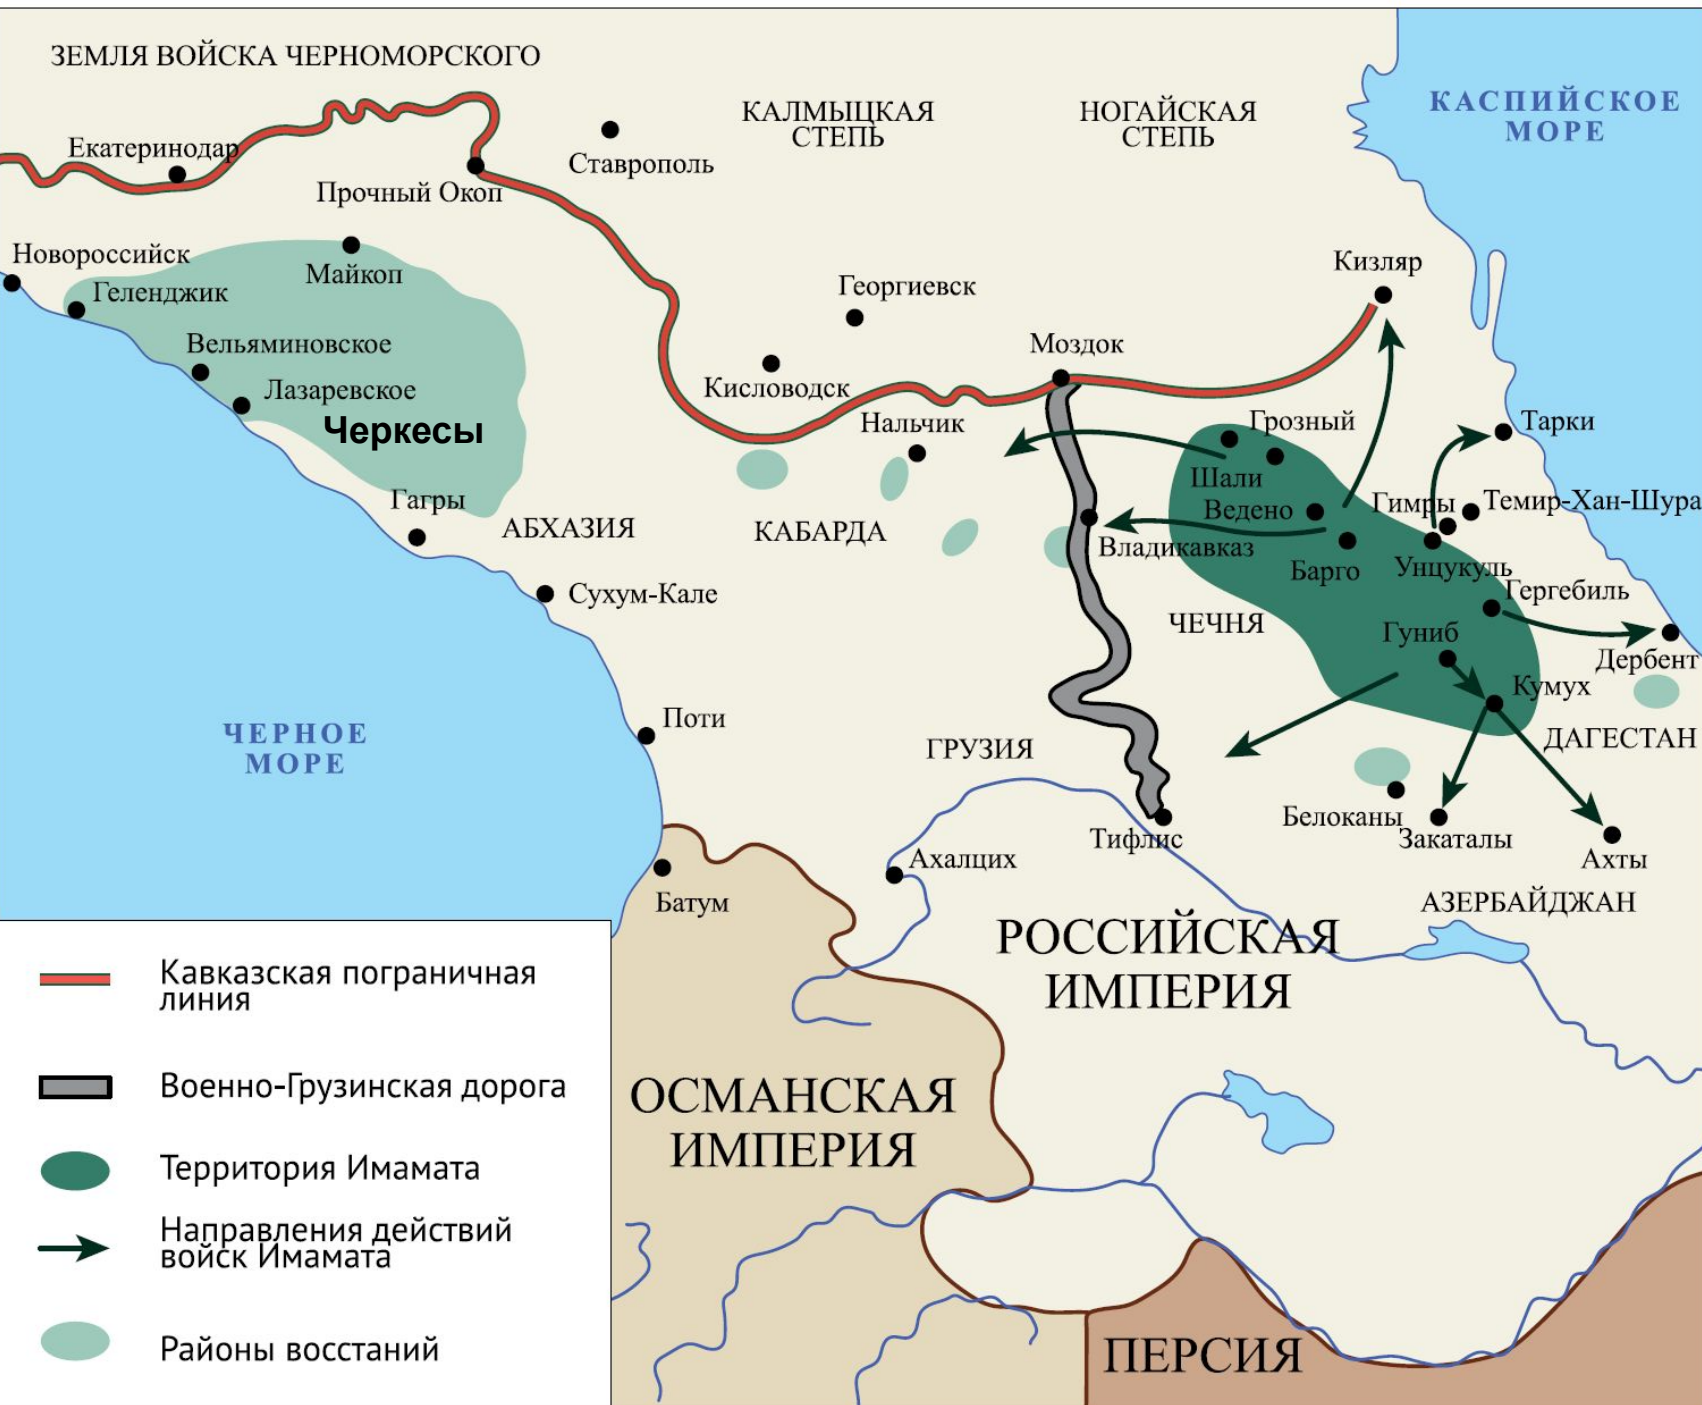 ЗЕМЛЯ ВОЙСКА ЧЕРНОМОРСКОГО
КАЛМЫЦКАЯ
СТЕПЬ
НОГАЙСКАЯ
СТЕПЬ
КАСПИЙСКОЕ
МОРЕ
Екатеринодар
Ставрополь
Прочный Окоп
Новороссийск
Майкоп
Геленджик
Георгиевск
Кизляр
Вельяминовское
Моздок
Лазаревское
Кисловодск
Черкесы
Нальчик
Грозный
Тарки
Шали
Гагры
Ведено
Гимры
Темир-Хан-Шура
АБХАЗИЯ
КАБАРДА
Владикавказ
Барго
Унцукуль
Сухум-Кале
Гергебиль
ЧЕЧНЯ
Гуниб
Дербент
Кумух
Поти
ЧЕРНОЕ
МОРЕ
ГРУЗИЯ
ДАГЕСТАН
Белоканы
Тифлис
Закаталы
Ахты
Ахалцих
Батум
АЗЕРБАЙДЖАН
РОССИЙСКАЯ
ИМПЕРИЯ
ОСМАНСКАЯ
ИМПЕРИЯ
ПЕРСИЯ
Кавказская пограничная
линия
Военно-Грузинская дорога
Территория Имамата
Направления действий
войск Имамата
Районы восстаний